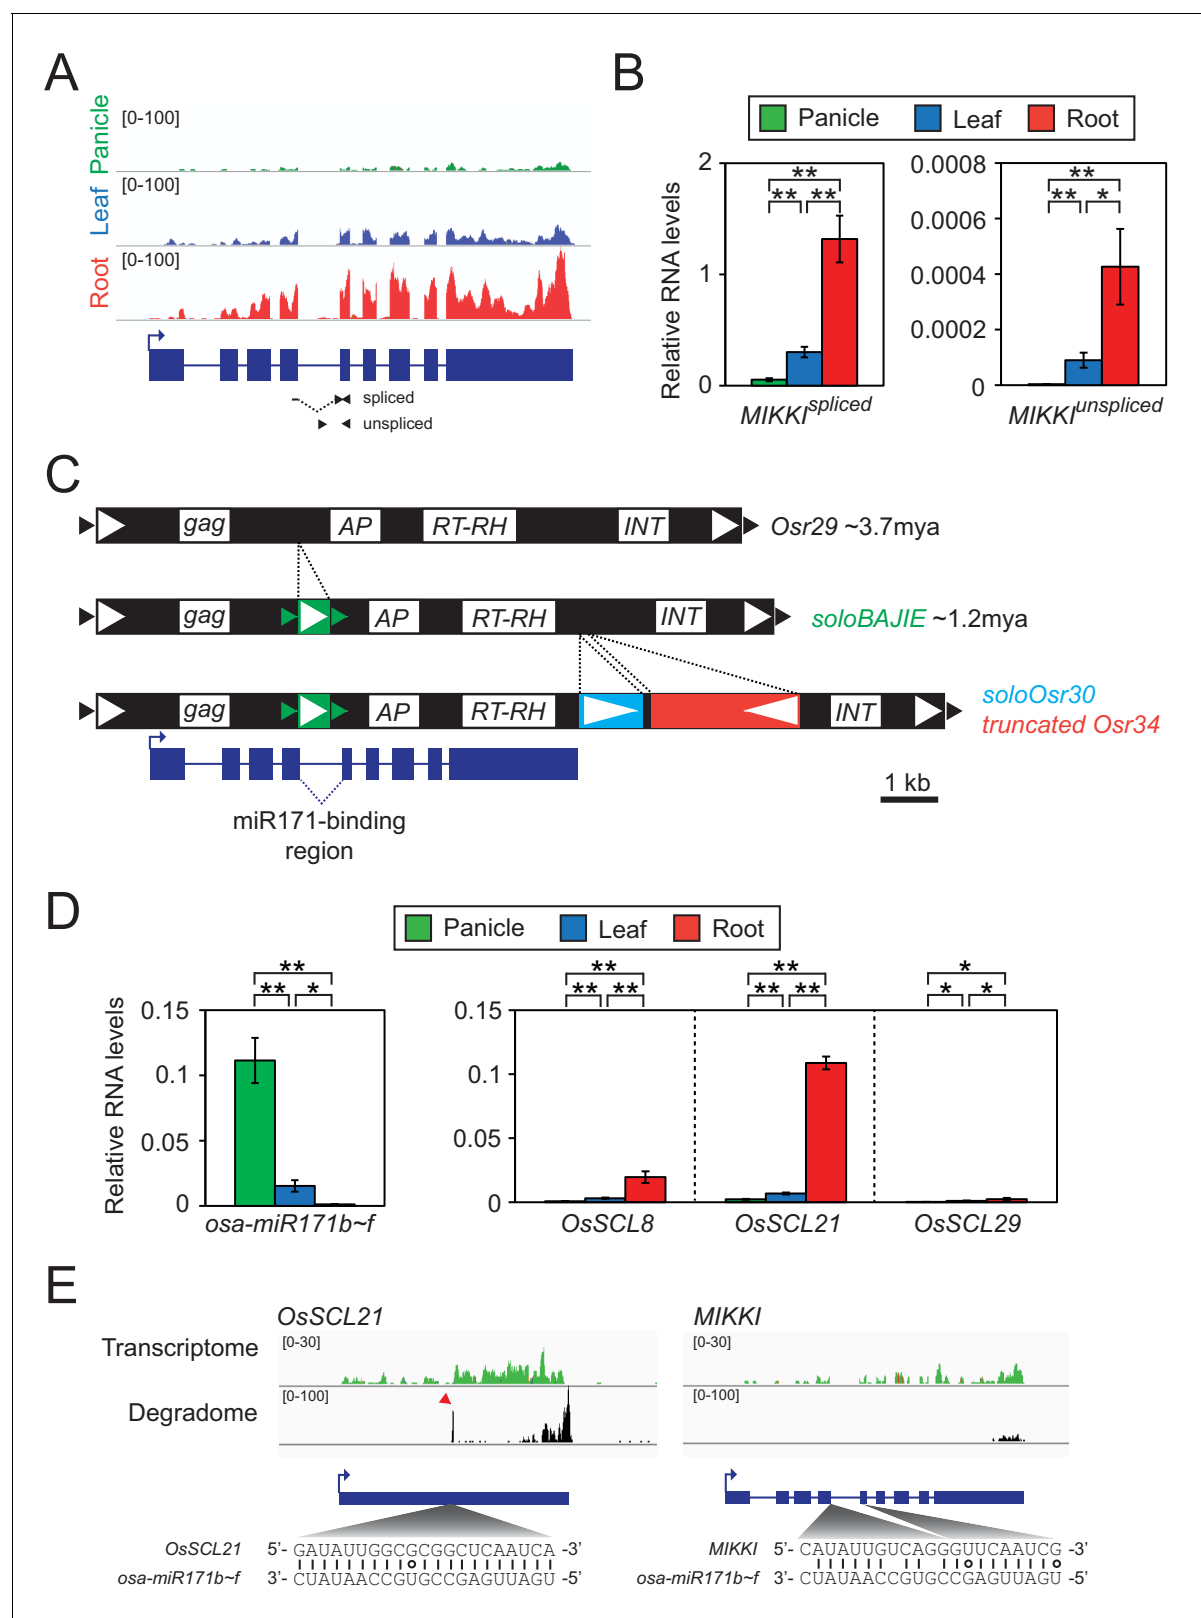 A
Panicle
[0-100]
Leaf
[0-100]
Root
[0-100]
spliced
unspliced
B
Panicle Leaf Root
Relative RNA levels
2
1
0
** ** **
MIKKI spliced
0.0008
0.0006
0.0004
0.0002
0
** ** *
MIKKI unspliced
C
gag AP RT-RH INT Osr29 ~3.7mya
gag AP RT-RH INT soloBAJIE ~1.2mya
gag AP RT-RH INT soloOsr30
truncated Osr34
miR171-binding
region
1 kb
D
Panicle Leaf Root
Relative RNA levels
0.15
0.1
0.05
0
** ** *
osa-miR171b~f
0.15
0.1
0.05
0
** ** **
** ** **
* * *
OsSCL8 OsSCL21 OsSCL29
E
OsSCL21 MIKKI
Transcriptome [0-30] [0-30]
Degradome [0-100] [0-100]
OsSCL21 5'- GAUAUUGGCGCGGCUCAAUCA -3'
osa-miR171b~f 3'- CUAUAACCGUGCCGAGUUAGU -5'
MIKKI 5'- CAUAUUGUCAGGGUUCAAUCG -3'
osa-miR171b~f 3'- CUAUAACCGUGCCGAGUUAGU -5'